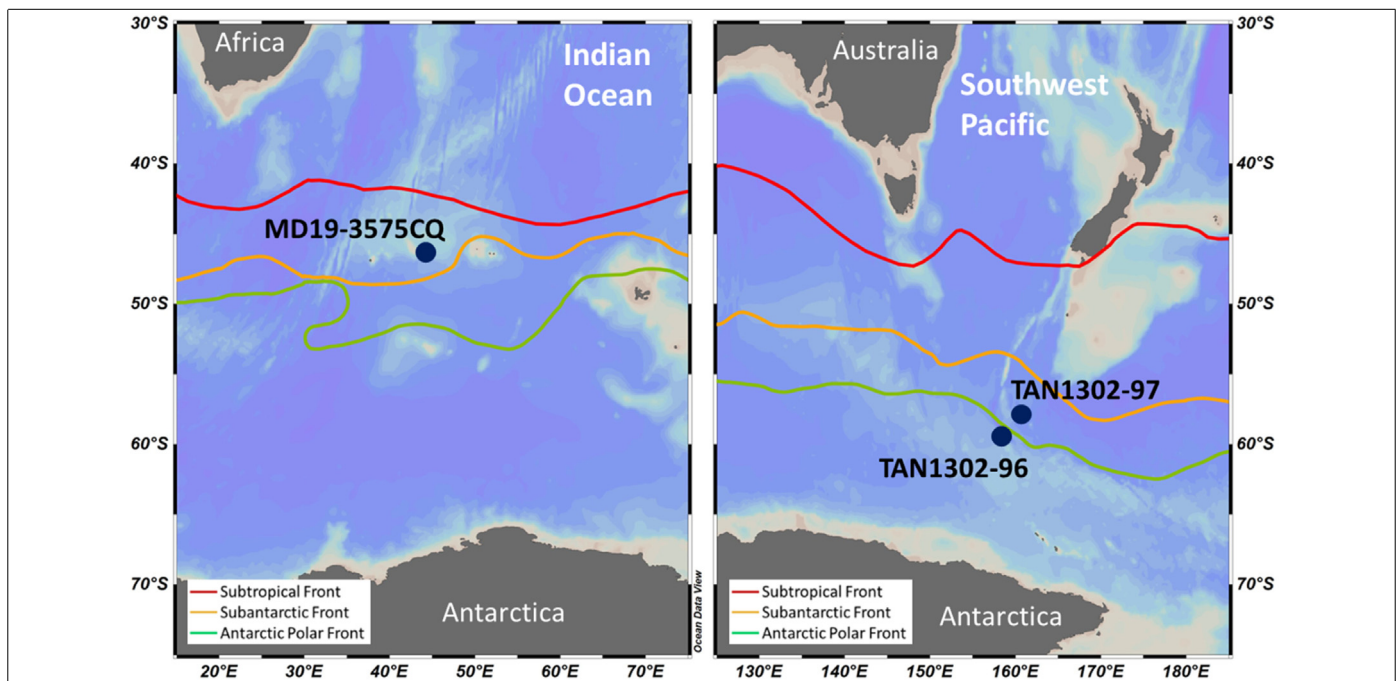 30°S
40°S
50°S
60°S
70°S
Africa
Indian
Ocean
MD19-3575CQ
Antarctica
Subtropical Front
Subantarctic Front
Antarctic Polar Front
20°E 30°E 40°E 50°E 60°E 70°E
Ocean Data View
Australia
Southwest
Pacific
TAN1302-97
TAN1302-96
Antarctica
Subtropical Front
Subantarctic Front
Antarctic Polar Front
130°E 140°E 150°E 160°E 170°E 180°E
30°S
40°S
50°S
60°S
70°S